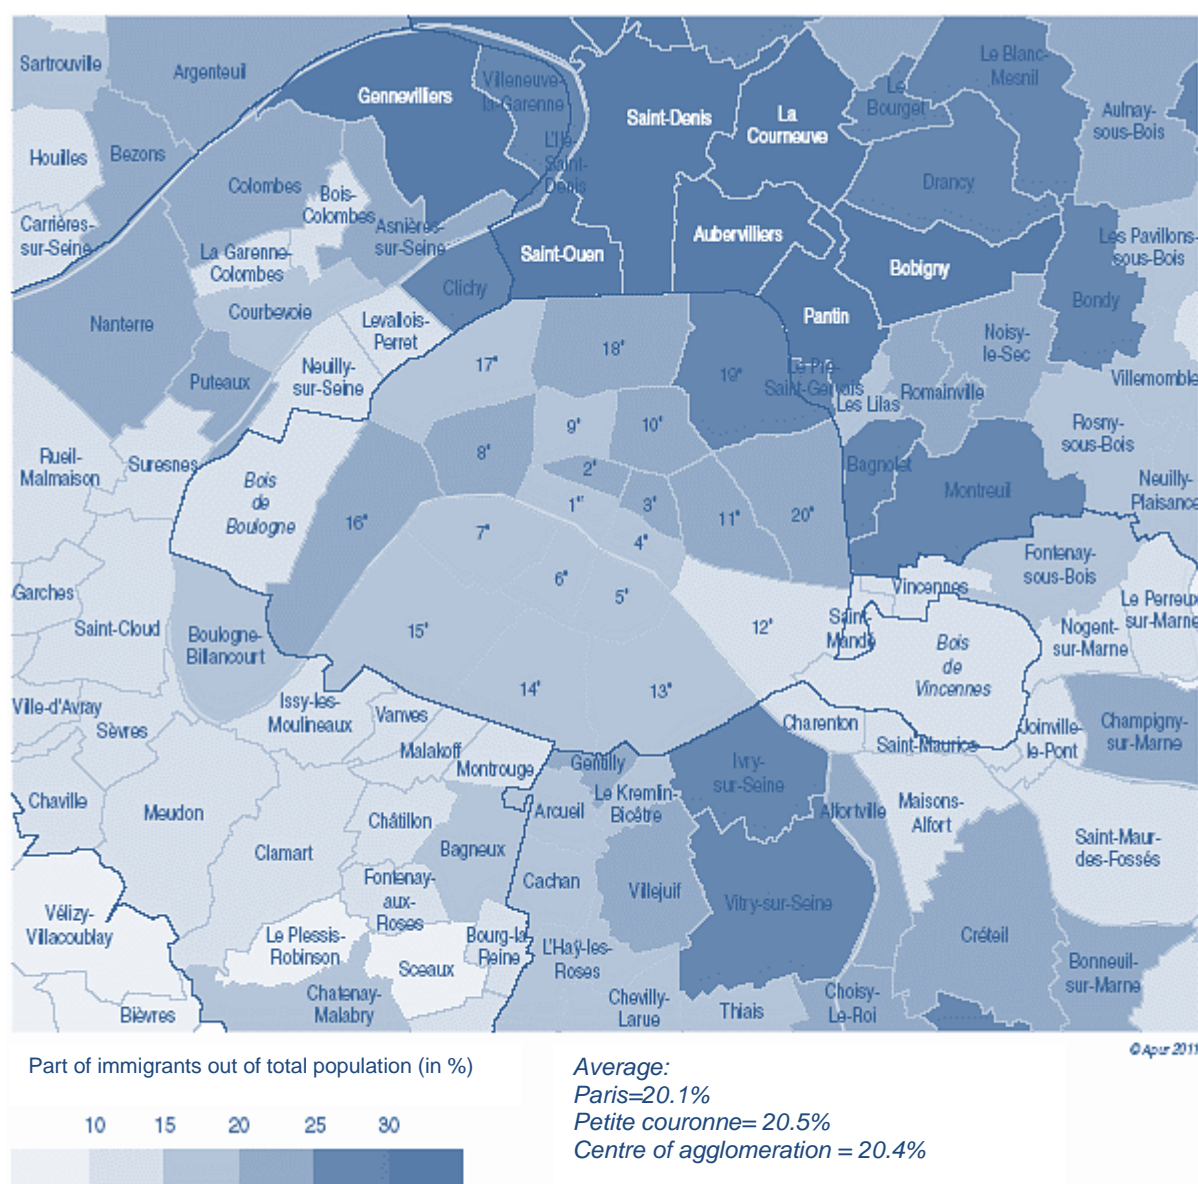 Sartrouville
Argenteuil
Gennevilliers
Villeneuve-
la-Garenne
L'Ile-
Saint-
Denis
Saint-Denis
La
Courneuve
Le
Bourget
Le Blanc-
Mesnil
Aulnay-
sous-Bois
Houilles
Bezons
Colombes
Bois-
Colombes
Asnières-
sur-Seine
Drancy
Carrières-
sur-Seine
La Garenne-
Colombes
Saint-Ouen
Aubervilliers
Bobigny
Les Pavillons-
sous-Bois
Nanterre
Courbevoie
Clichy
Levallois-
Perret
Pantin
Bondy
Noisy-
le-Sec
Puteaux
Neuilly-
sur-Seine
17e
18e
19e
Le Pré-
Saint-Gervais
Les Lilas
Romainville
Villemomble
Rueil-
Malmaison
Suresnes
Bois
de
Boulogne
8e
9e
10e
2e
1er
3e
4e
11e
20e
Bagnolet
Montreuil
Rosny-
sous-Bois
Neuilly-
Plaisance
16e
7e
6e
5e
Fontenay-
sous-Bois
Garches
Saint-Cloud
Boulogne-
Billancourt
15e
12e
Vincennes
Saint-
Mandé
Bois
de
Vincennes
Nogent-
sur-Marne
Le Perreux-
sur-Marne
Ville-d'Avray
Sèvres
Issy-les-
Moulineaux
Vanves
Malakoff
Montrouge
14e
13e
Charenton
Saint-Maurice
Joinville-
le-Pont
Champigny-
sur-Marne
Gentilly
Ivry-
sur-Seine
Chaville
Meudon
Clamart
Châtillon
Bagneux
Arcueil
Le Kremlin-
Bicêtre
Alfortville
Maisons-
Alfort
Saint-Maur-
des-Fossés
Fontenay-
aux-
Roses
Cachan
Villejuif
Vitry-sur-Seine
Vélizy-
Villacoublay
Le Plessis-
Robinson
Sceaux
Bourg-la-
Reine
L'Haÿ-les-
Roses
Créteil
Bonneuil-
sur-Marne
Bièvres
Chatenay-
Malabry
Chevilly-
Larue
Thiais
Choisy-
Le-Roi
© Apur 2011
Part of immigrants out of total population (in %)
10 15 20 25 30
Average:
Paris=20.1%
Petite couronne= 20.5%
Centre of agglomeration = 20.4%